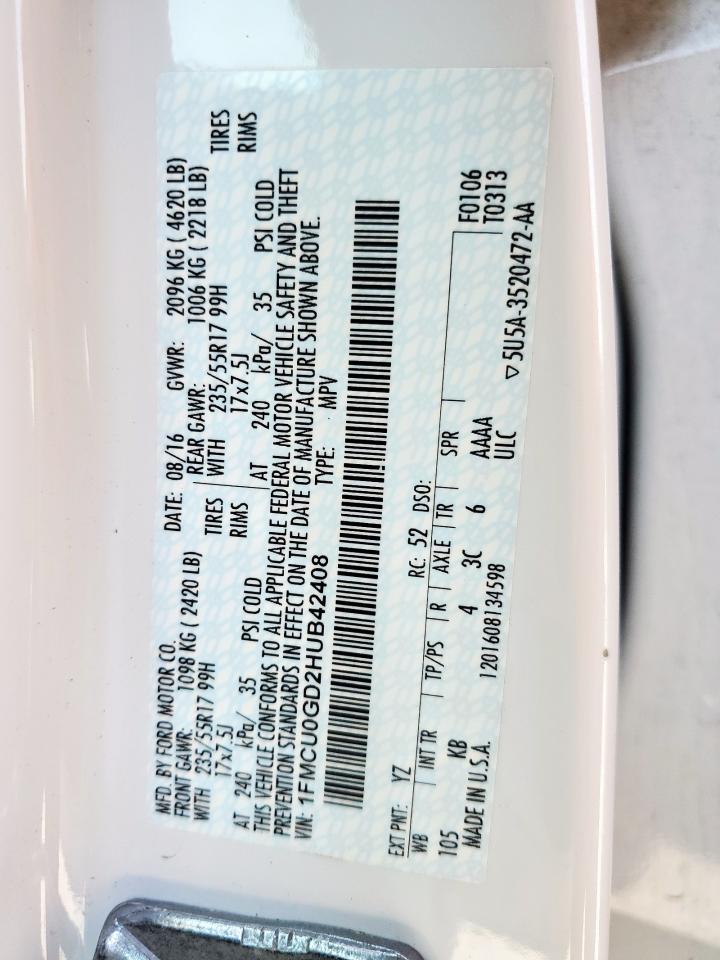 MFD. BY FORD MOTOR CO. DATE: 08/16 GVWR: 2096 KG ( 4620 LB)
FRONT GAWR: 1098 KG ( 2420 LB) REAR GAWR: 1006 KG ( 2218 LB)
WITH 235/55R17 99H TIRES WITH 235/55R17 99H TIRES
17x7.5J RIMS 17x7.5J RIMS
AT 240 kPa/ 35 PSI COLD AT 240 kPa/ 35 PSI COLD
THIS VEHICLE CONFORMS TO ALL APPLICABLE FEDERAL MOTOR VEHICLE SAFETY AND THEFT
PREVENTION STANDARDS IN EFFECT ON THE DATE OF MANUFACTURE SHOWN ABOVE.
VIN: 1FMCU0GD2HUB42408 TYPE: MPV
EXT PNT: YZ RC: 52 DSO:
WB INT TR TP/PS R AXLE TR SPR F0106
105 KB 4 3C 6 AAAA T0313
ULC
MADE IN U.S.A. 1201608134598 ▽5U5A-3520472-AA